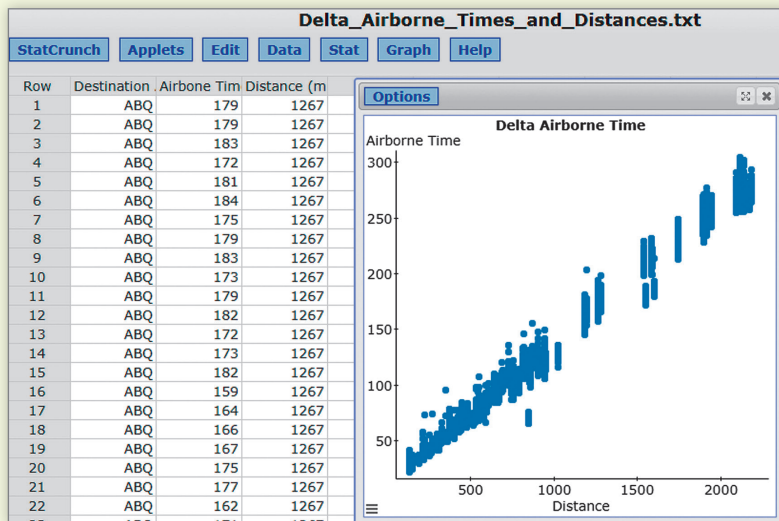 Delta_Airborne_Times_and_Distances.txt
StatCrunch Applets Edit Data Stat Graph Help
Row Destination . Airbone Tim Distance (m
1 ABQ 179 1267
2 ABQ 179 1267
3 ABQ 183 1267
4 ABQ 172 1267
5 ABQ 181 1267
6 ABQ 184 1267
7 ABQ 175 1267
8 ABQ 179 1267
9 ABQ 183 1267
10 ABQ 173 1267
11 ABQ 179 1267
12 ABQ 182 1267
13 ABQ 172 1267
14 ABQ 173 1267
15 ABQ 182 1267
16 ABQ 159 1267
17 ABQ 164 1267
18 ABQ 166 1267
19 ABQ 167 1267
20 ABQ 175 1267
21 ABQ 177 1267
22 ABQ 162 1267
Options
Delta Airborne Time
Airborne Time
300
250
200
150
100
50
500 1000 1500 2000
Distance